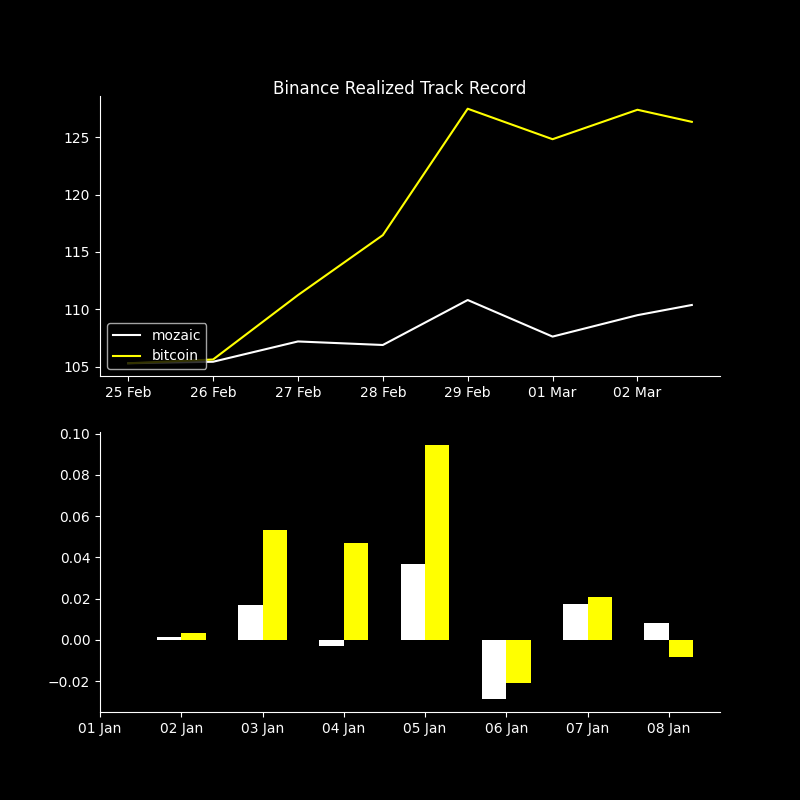 Binance Realized Track Record
125
120
115
110
105
mozaic
bitcoin
25 Feb 26 Feb 27 Feb 28 Feb 29 Feb 01 Mar 02 Mar
0.10
0.08
0.06
0.04
0.02
0.00
−0.02
01 Jan 02 Jan 03 Jan 04 Jan 05 Jan 06 Jan 07 Jan 08 Jan